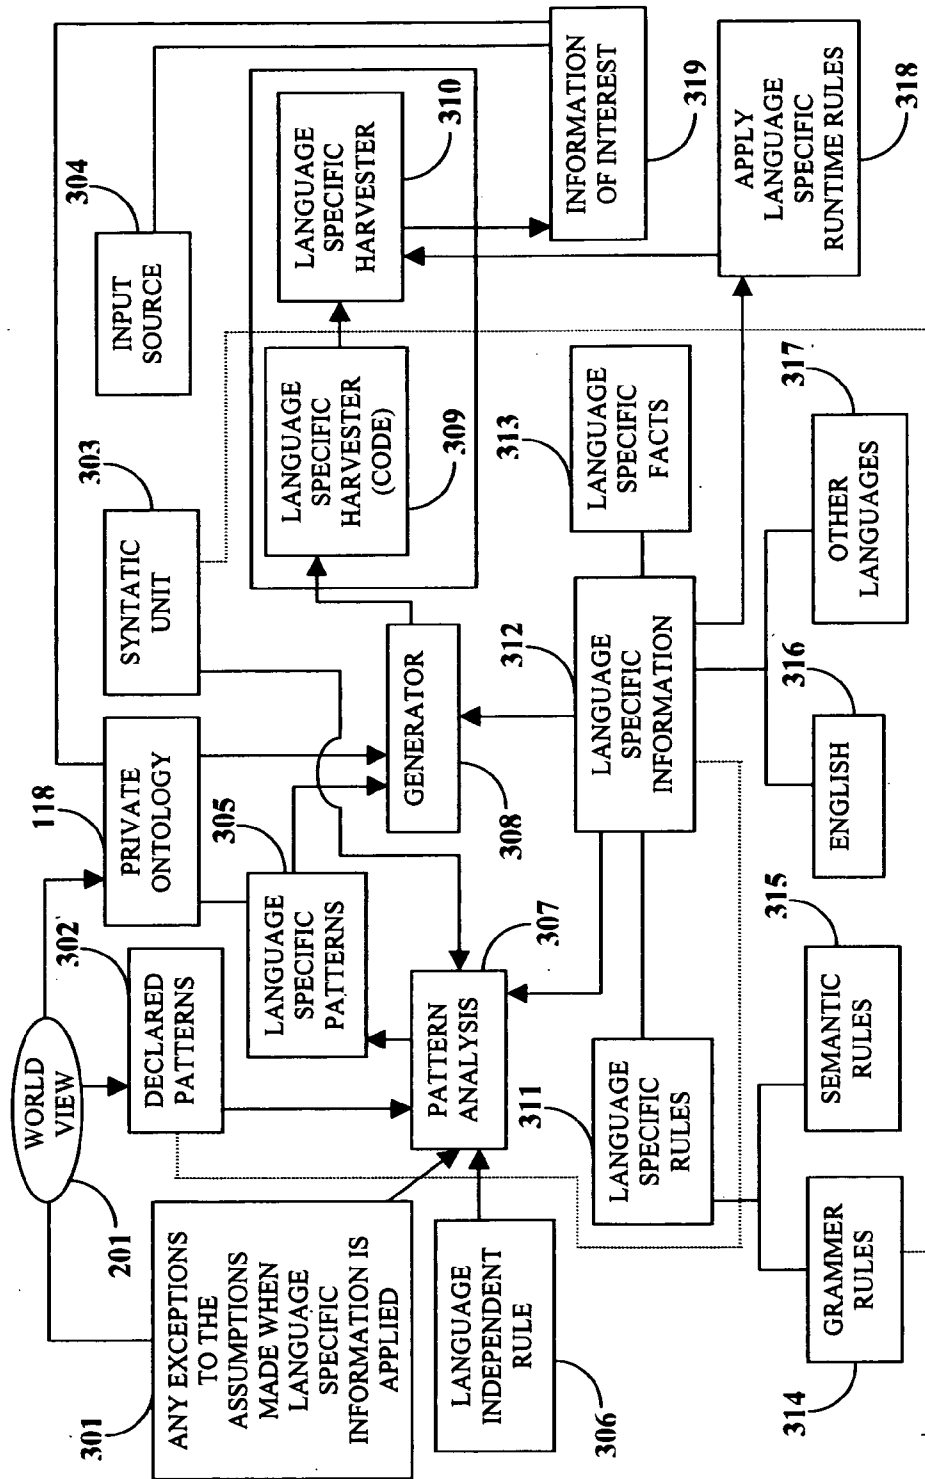 WORLD
VIEW
201
ANY EXCEPTIONS
TO THE
ASSUMPTIONS
MADE WHEN
LANGUAGE
SPECIFIC
INFORMATION IS
APPLIED
301
DECLARED
PATTERNS
302
PRIVATE
ONTOLOGY
118
SYNTATIC
UNIT
303
INPUT
SOURCE
304
LANGUAGE
SPECIFIC
PATTERNS
305
LANGUAGE
INDEPENDENT
RULE
306
PATTERN
ANALYSIS
307
GENERATOR
308
LANGUAGE
SPECIFIC
HARVESTER
(CODE)
309
LANGUAGE
SPECIFIC
HARVESTER
310
INFORMATION
OF INTEREST
319
LANGUAGE
SPECIFIC
RULES
311
LANGUAGE
SPECIFIC
INFORMATION
312
LANGUAGE
SPECIFIC
FACTS
313
APPLY
LANGUAGE
SPECIFIC
RUNTIME RULES
318
GRAMMER
RULES
314
SEMANTIC
RULES
315
ENGLISH
316
OTHER
LANGUAGES
317